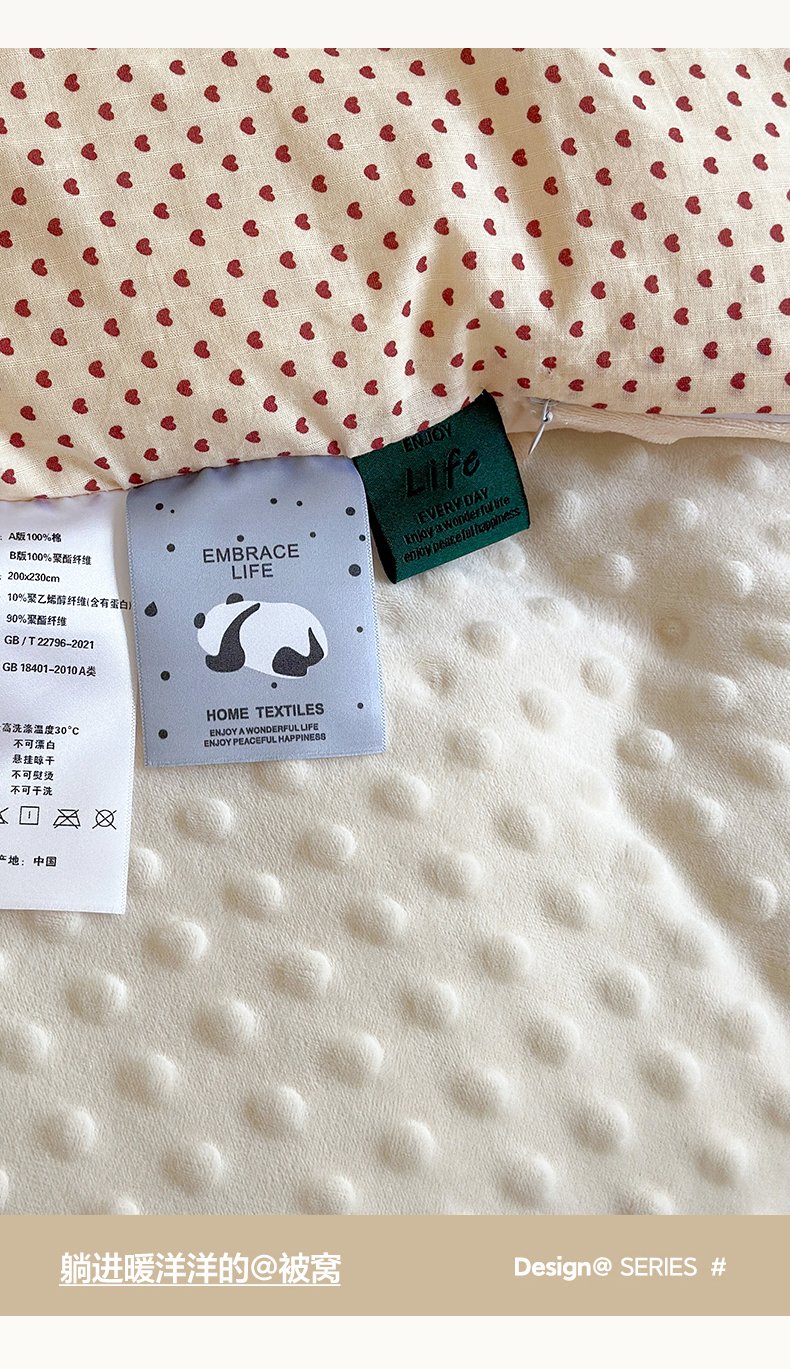 ENJOY
Life
EVERY DAY
Enjoy a wonderful life
enjoy peaceful happiness
A版100%棉
B版100%聚酯纤维
200x230cm
10%聚乙烯醇纤维(含有蛋白)
90%聚酯纤维
GB / T 22796-2021
GB 18401-2010 A类
高洗涤温度30°C
不可漂白
悬挂晾干
不可熨烫
不可干洗
产地：中国
EMBRACE
LIFE
HOME TEXTILES
ENJOY A WONDERFUL LIFE
ENJOY PEACEFUL HAPPINESS
躺进暖洋洋的@被窝
Design@ SERIES #